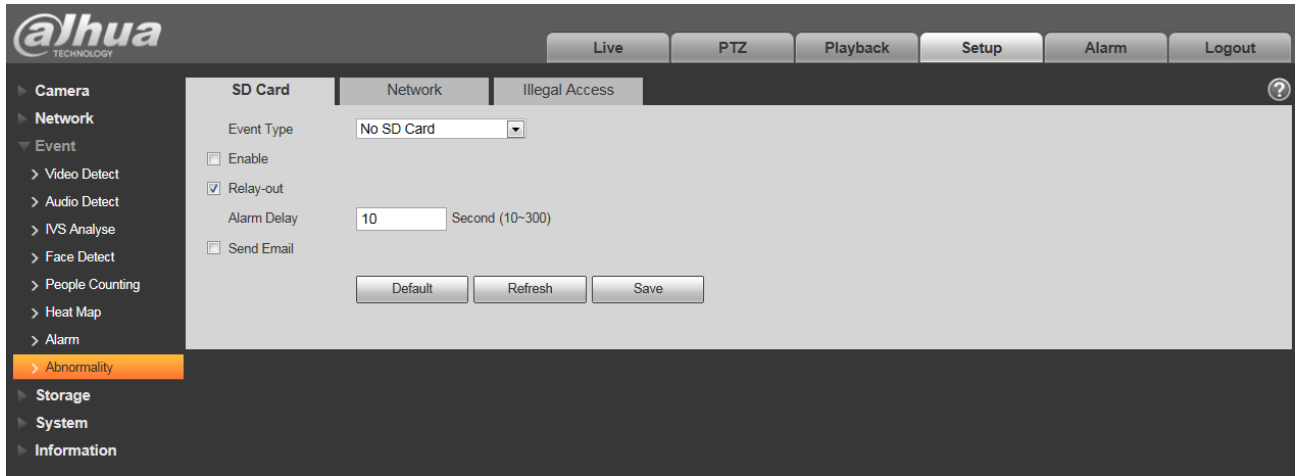 alhua
TECHNOLOGY
Live PTZ Playback Setup Alarm Logout
Camera
Network
Event
Video Detect
Audio Detect
IVS Analyse
Face Detect
People Counting
Heat Map
Alarm
Abnormality
Storage
System
Information
SD Card Network Illegal Access ?
Event Type No SD Card
Enable
Relay-out
Alarm Delay 10 Second (10~300)
Send Email
Default Refresh Save